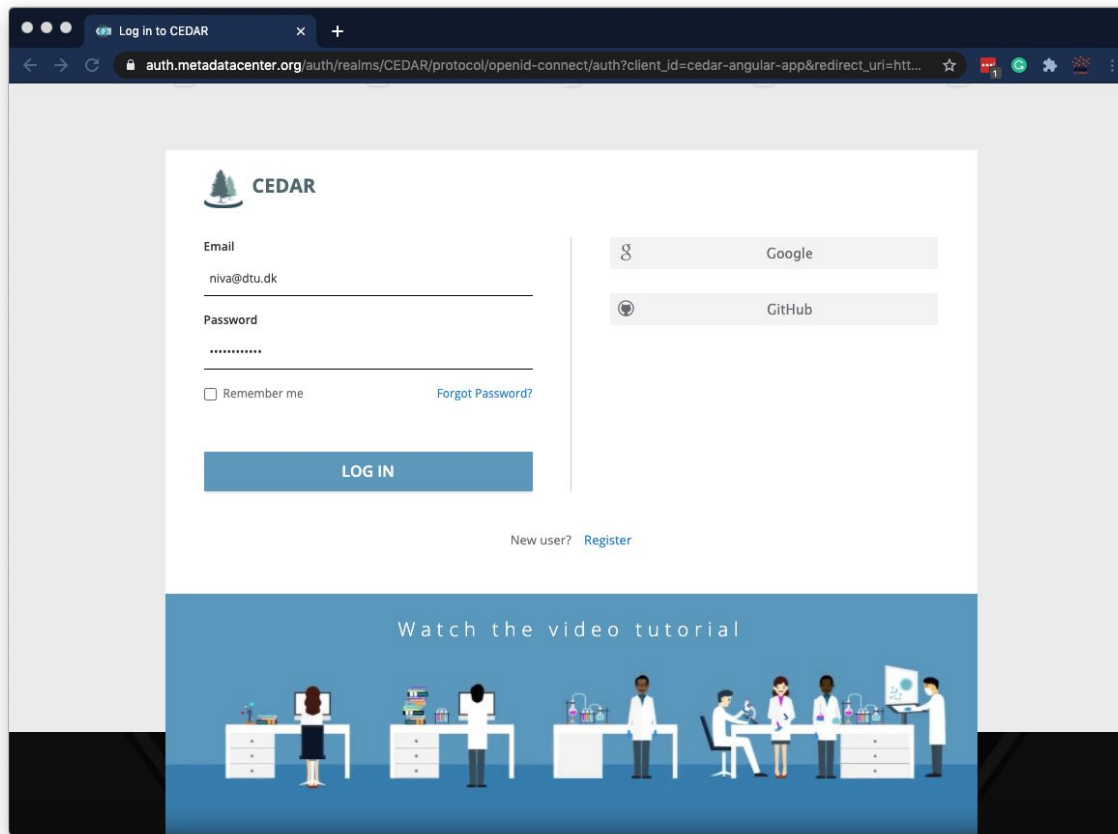 Log in to CEDAR
auth.metadatacenter.org/auth/realms/CEDAR/protocol/openid-connect/auth?client_id=cedar-angular-app&redirect_uri=htt...
1
CEDAR
Email
niva@dtu.dk
Password
••••••••••••
Remember me
Forgot Password?
LOG IN
Google
GitHub
New user? Register
Watch the video tutorial